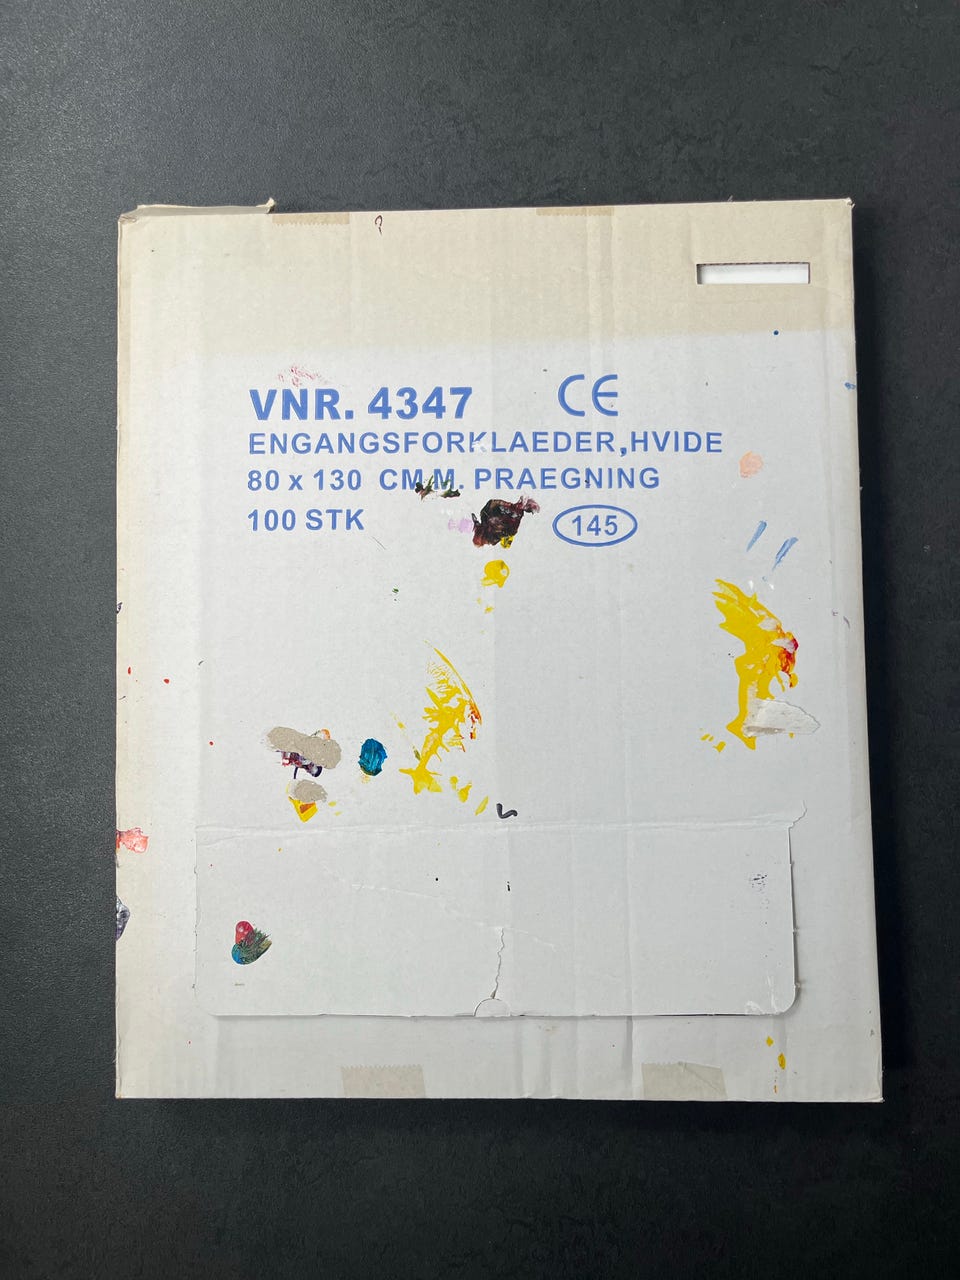 VNR. 4347 CE
ENGANGSFORKLAEDER,HVIDE
80 x 130 CM M. PRAEGNING
100 STK 145